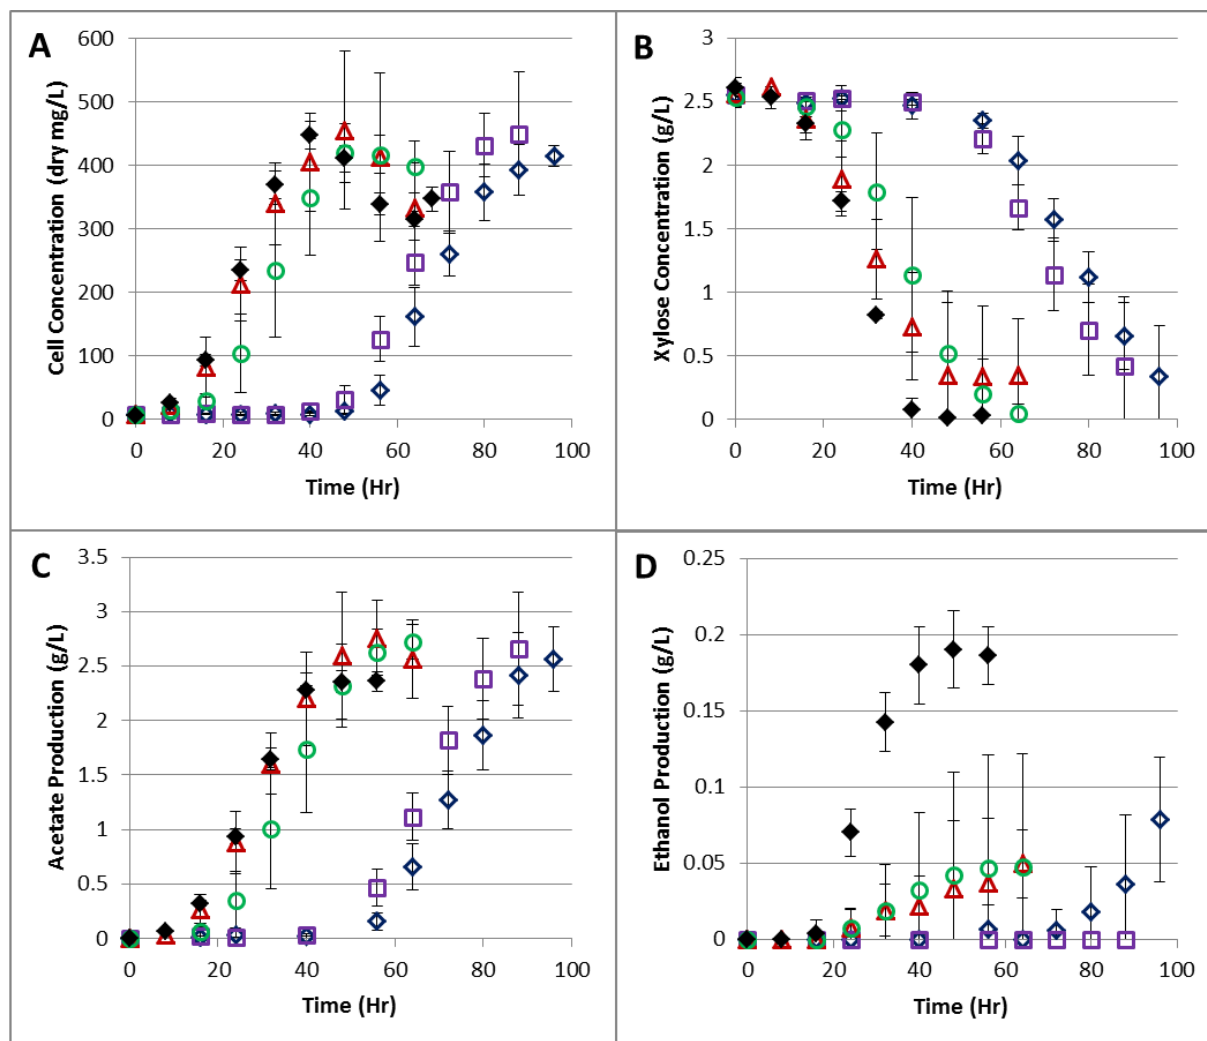 A
Cell Concentration (dry mg/L)
600
500
400
300
200
100
0
0 20 40 60 80 100
Time (Hr)
B
Xylose Concentration (g/L)
3
2.5
2
1.5
1
0.5
0
0 20 40 60 80 100
Time (Hr)
C
Acetate Production (g/L)
3.5
3
2.5
2
1.5
1
0.5
0
0 20 40 60 80 100
Time (Hr)
D
Ethanol Production (g/L)
0.25
0.2
0.15
0.1
0.05
0
0 20 40 60 80 100
Time (Hr)